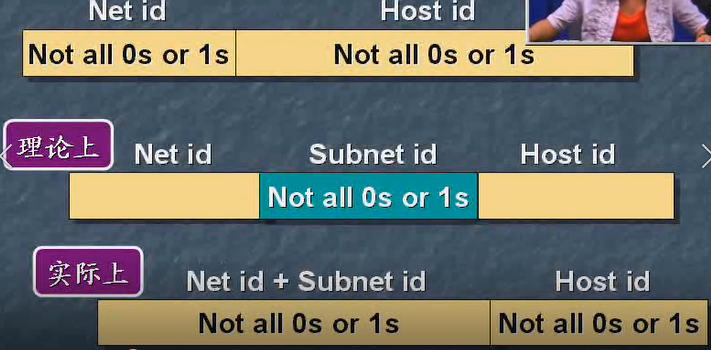 Net id Host id
Not all 0s or 1s Not all 0s or 1s
理论上 Net id Subnet id Host id
Not all 0s or 1s
实际上 Net id + Subnet id Host id
Not all 0s or 1s Not all 0s or 1s